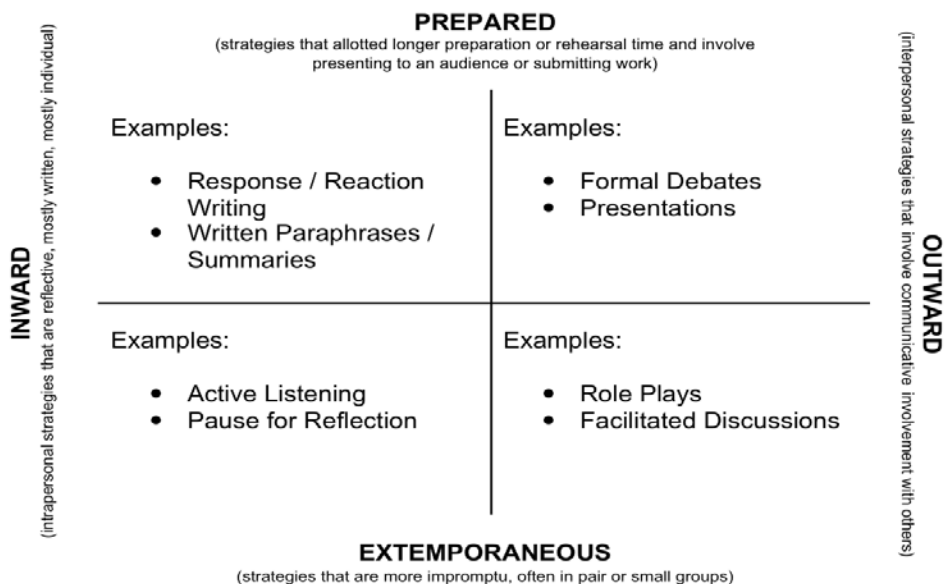 PREPARED
(strategies that allotted longer preparation or rehearsal time and involve
presenting to an audience or submitting work)
INWARD
(intrapersonal strategies that are reflective, mostly written, mostly individual)
Examples:
• Response / Reaction
Writing
• Written Paraphrases /
Summaries
Examples:
• Formal Debates
• Presentations
Examples:
• Active Listening
• Pause for Reflection
Examples:
• Role Plays
• Facilitated Discussions
OUTWARD
(interpersonal strategies that involve communicative involvement with others)
EXTEMPORANEOUS
(strategies that are more impromptu, often in pair or small groups)